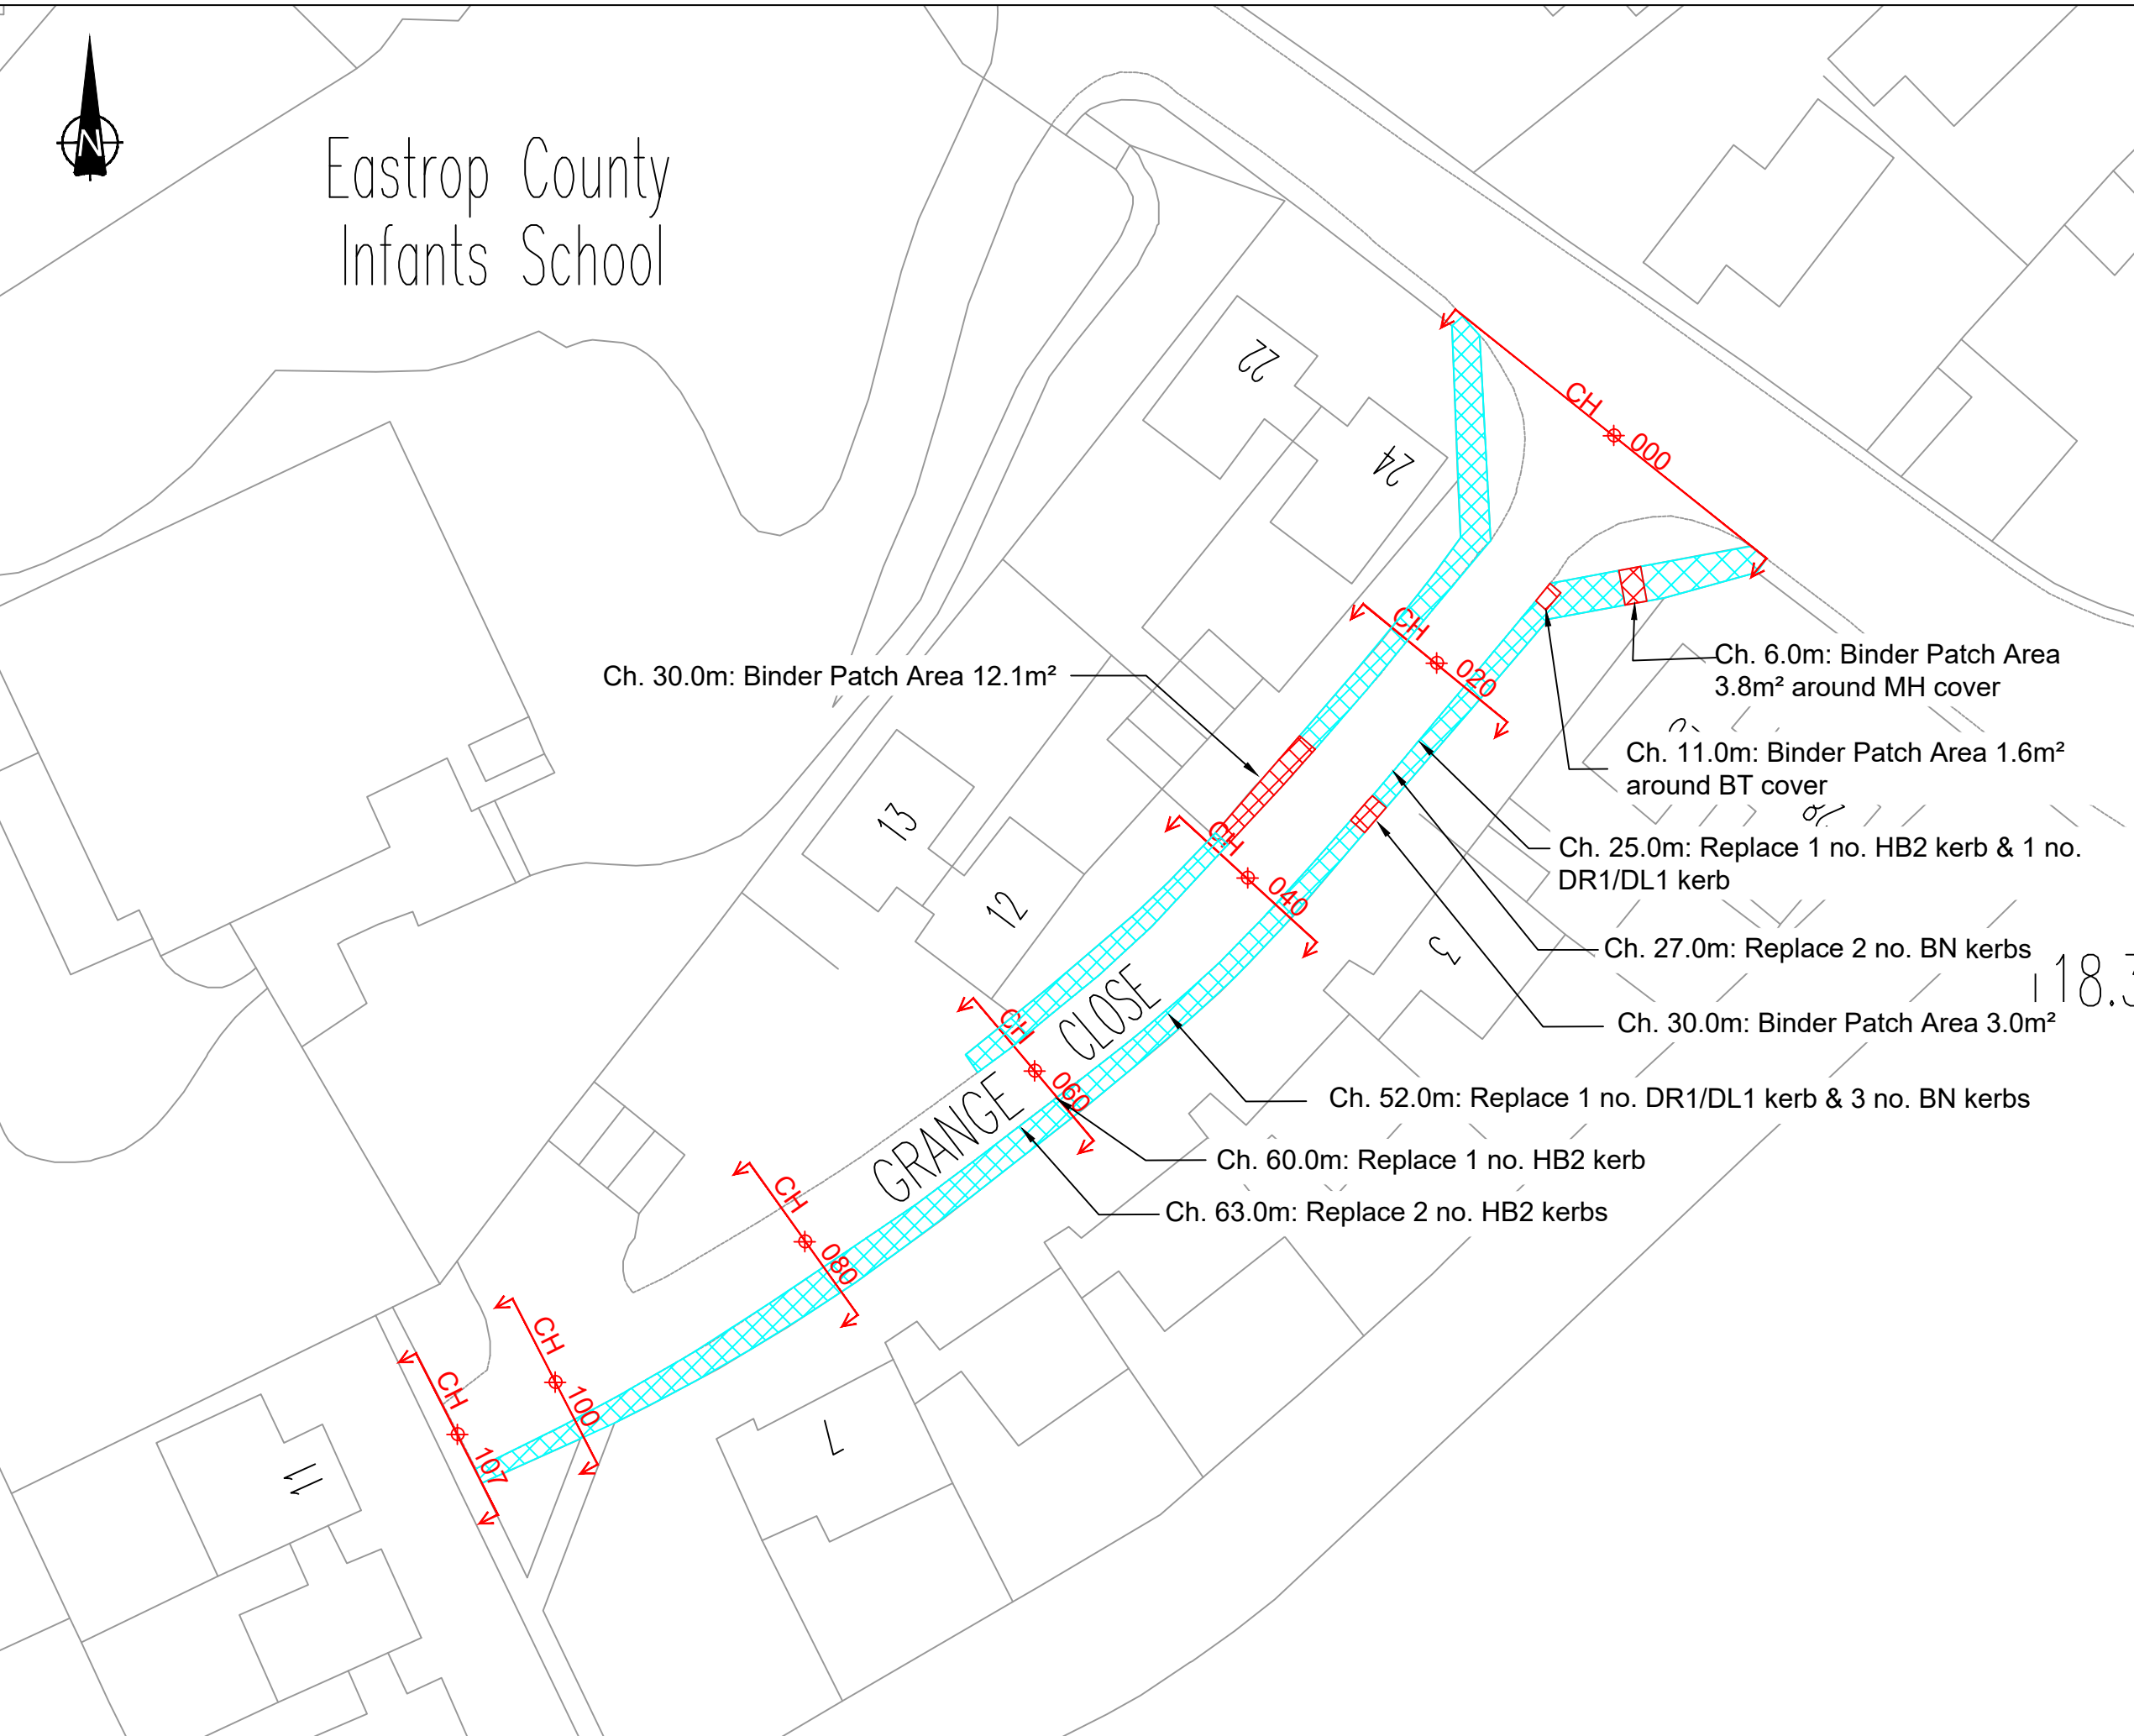 N
Eastrop County
Infants School
22
24
CH 000
CH 020
Ch. 30.0m: Binder Patch Area 12.1m²
Ch. 6.0m: Binder Patch Area
3.8m² around MH cover
Ch. 11.0m: Binder Patch Area 1.6m²
around BT cover
13
12
CH 040
Ch. 25.0m: Replace 1 no. HB2 kerb & 1 no.
DR1/DL1 kerb
3
Ch. 27.0m: Replace 2 no. BN kerbs
118.3
Ch. 30.0m: Binder Patch Area 3.0m²
CH 060
GRANGE CLOSE
Ch. 52.0m: Replace 1 no. DR1/DL1 kerb & 3 no. BN kerbs
Ch. 60.0m: Replace 1 no. HB2 kerb
Ch. 63.0m: Replace 2 no. HB2 kerbs
CH 080
CH 100
CH 107
7
11